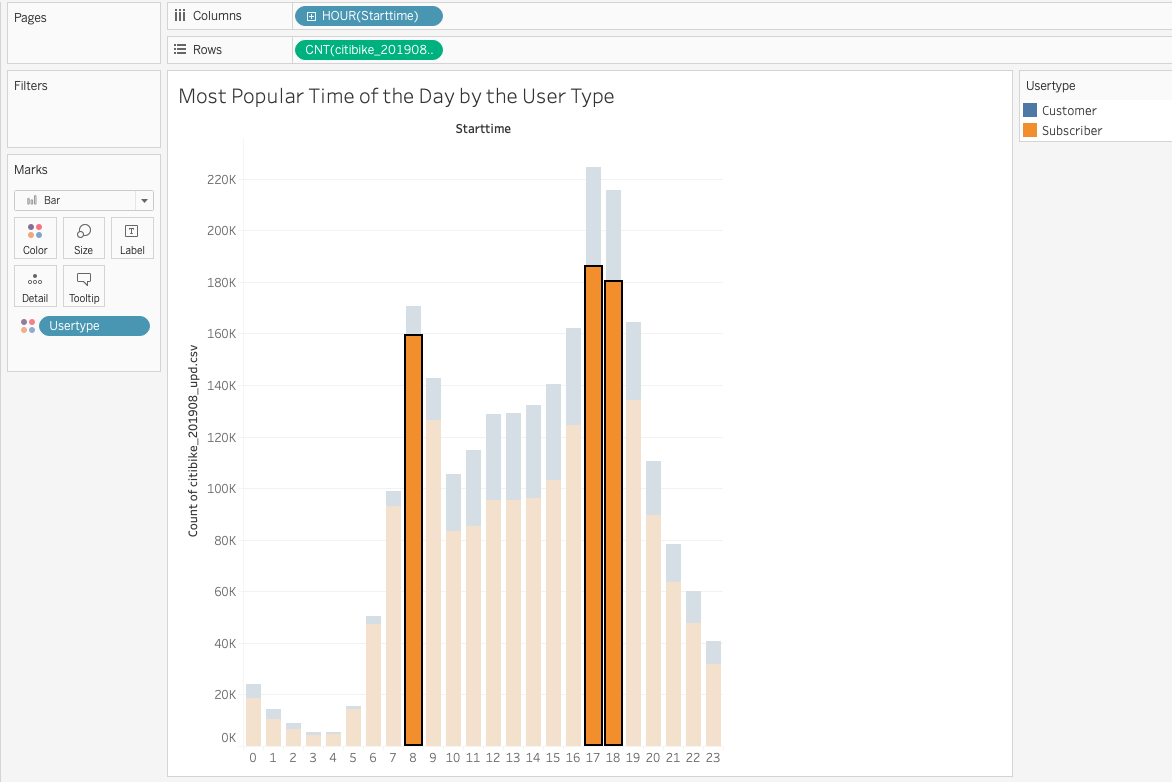 Pages
Columns
HOUR(Starttime)
Rows
CNT(citibike_201908..
Filters
Marks
Bar
Color
Size
Label
Detail
Tooltip
Usertype
Most Popular Time of the Day by the User Type
Starttime
Count of citibike_201908_upd.csv
220K
200K
180K
160K
140K
120K
100K
80K
60K
40K
20K
0K
0 1 2 3 4 5 6 7 8 9 10 11 12 13 14 15 16 17 18 19 20 21 22 23
Usertype
Customer
Subscriber